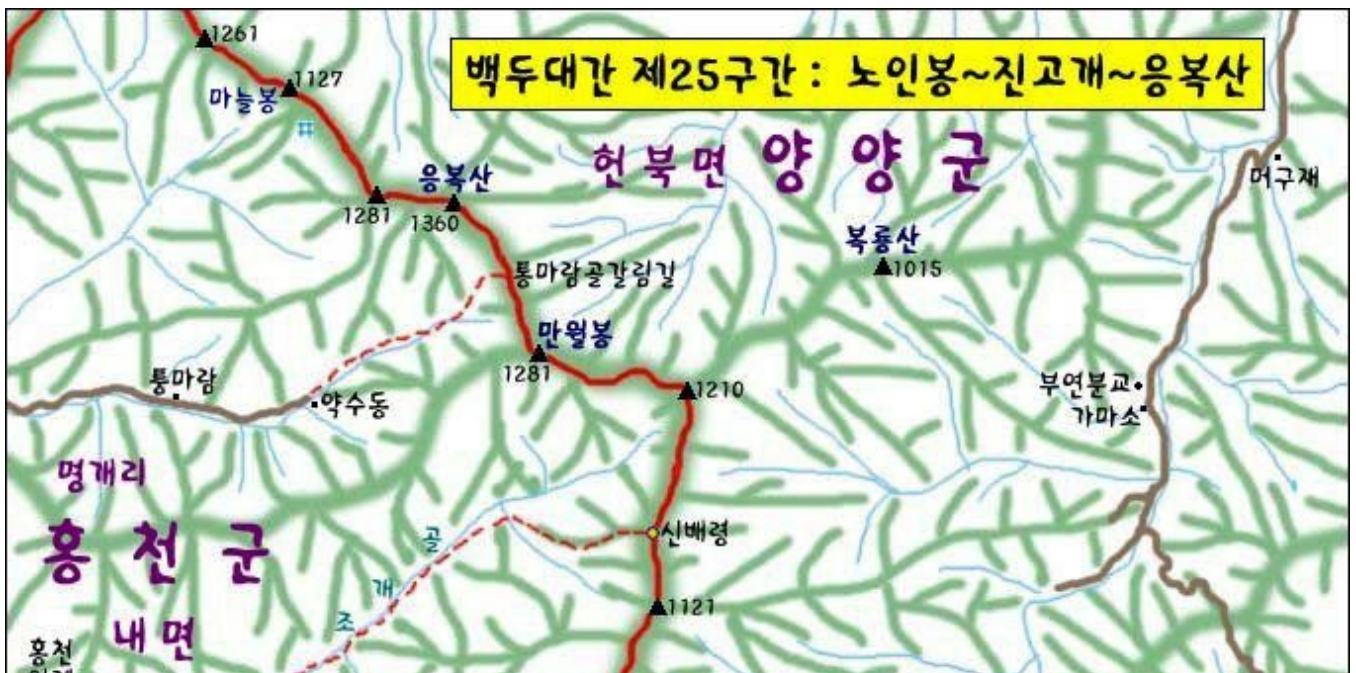 1261
백두대간 제25구간 : 노인봉~진고개~응복산
1127
마늘봉
헌북면 양양군
머구재
응복산
1281
1360
복룡산
1015
통마람골갈림길
만월봉
1281
통마람
약수동
1210
부연분교
가마소
명개리
홍천군
신배령
조개골
1121
내면
홍천